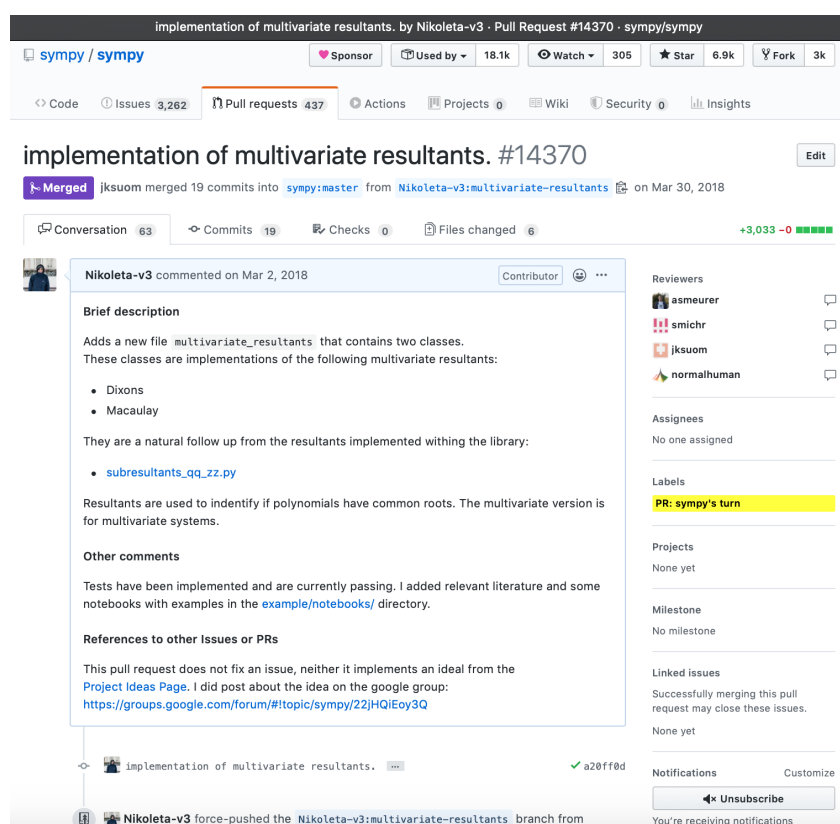 implementation of multivariate resultants. by Nikoleta-v3 · Pull Request #14370 · sympy/sympy
sympy / sympy
Sponsor
Used by 18.1k
Watch 305
Star 6.9k
Fork 3k
Code
Issues 3,262
Pull requests 437
Actions
Projects 0
Wiki
Security 0
Insights
implementation of multivariate resultants. #14370
Edit
Merged jksuom merged 19 commits into sympy:master from Nikoleta-v3:multivariate-resultants on Mar 30, 2018
Conversation 63
Commits 19
Checks 0
Files changed 6
+3,033 −0
Nikoleta-v3 commented on Mar 2, 2018
Contributor
Brief description
Adds a new file multivariate_resultants that contains two classes.
These classes are implementations of the following multivariate resultants:
• Dixons
• Macaulay
They are a natural follow up from the resultants implemented withing the library:
• subresultants_qq_zz.py
Resultants are used to indentify if polynomials have common roots. The multivariate version is
for multivariate systems.
Other comments
Tests have been implemented and are currently passing. I added relevant literature and some
notebooks with examples in the example/notebooks/ directory.
References to other Issues or PRs
This pull request does not fix an issue, neither it implements an ideal from the
Project Ideas Page. I did post about the idea on the google group:
https://groups.google.com/forum/#!topic/sympy/22jHQiEoy3Q
implementation of multivariate resultants. …
a20ff0d
Nikoleta-v3 force-pushed the Nikoleta-v3:multivariate-resultants branch from
Reviewers
asmeurer
smichr
jksuom
normalhuman
Assignees
No one assigned
Labels
PR: sympy's turn
Projects
None yet
Milestone
No milestone
Linked issues
Successfully merging this pull
request may close these issues.
None yet
Notifications
Customize
Unsubscribe
You're receiving notifications